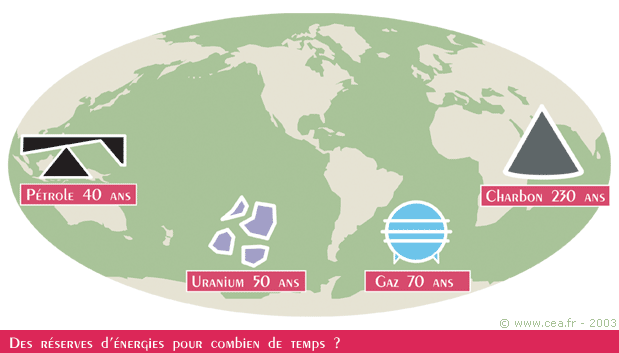 Pétrole 40 ans
Charbon 230 ans
Uranium 50 ans
Gaz 70 ans
© www.cea.fr - 2003
Des réserves d'énergies pour combien de temps ?